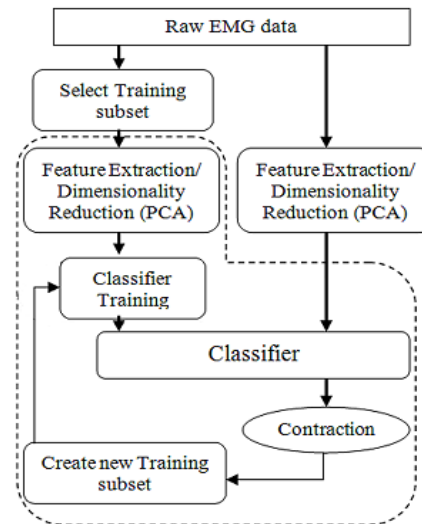 Raw EMG data
Select Training
subset
Feature Extraction/
Dimensionality
Reduction (PCA)
Feature Extraction/
Dimensionality
Reduction (PCA)
Classifier
Training
Classifier
Contraction
Create new Training
subset